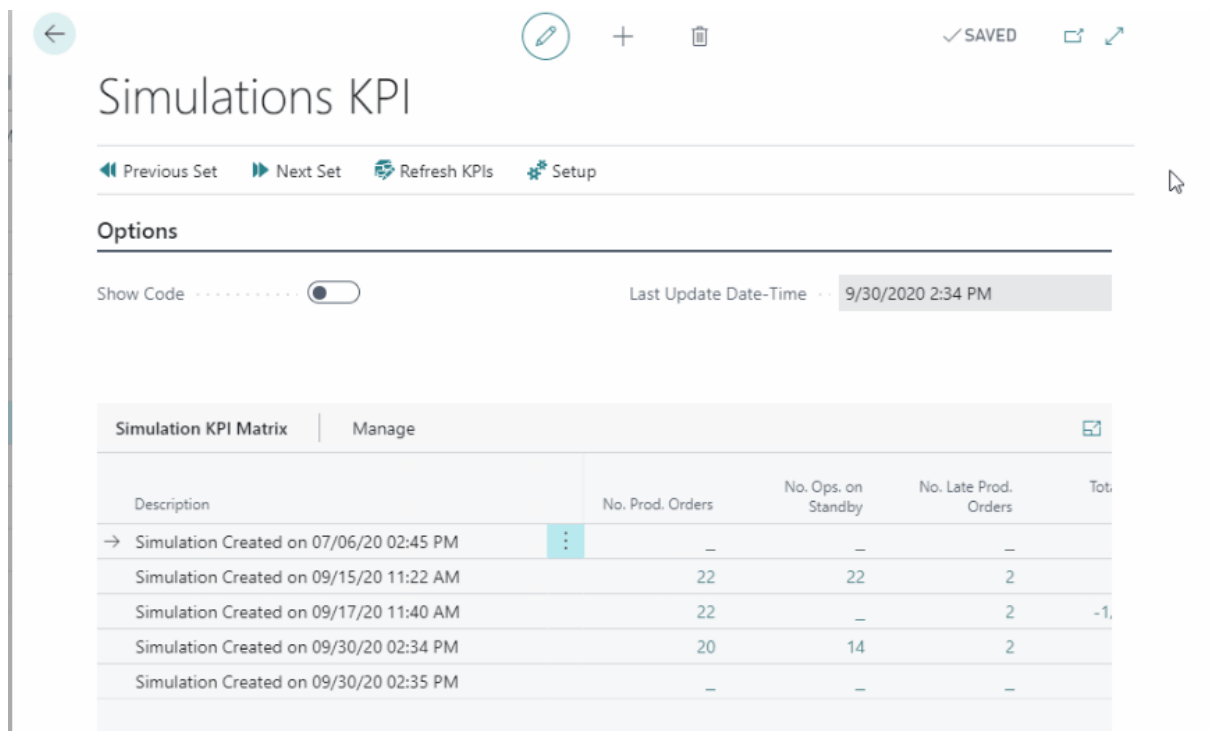 SAVED
Simulations KPI
Previous Set Next Set Refresh KPIs Setup
Options
Show Code Last Update Date-Time 9/30/2020 2:34 PM
Simulation KPI Matrix Manage
Description No. Prod. Orders No. Ops. on Standby No. Late Prod. Orders
Simulation Created on 07/06/20 02:45 PM _ _ _
Simulation Created on 09/15/20 11:22 AM 22 22 2
Simulation Created on 09/17/20 11:40 AM 22 _ 2 -1,
Simulation Created on 09/30/20 02:34 PM 20 14 2
Simulation Created on 09/30/20 02:35 PM _ _ _